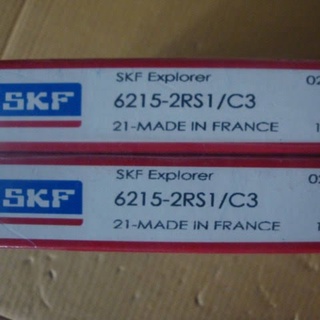 SKF
SKF Explorer
6215-2RS1/C3
21-MADE IN FRANCE
SKF
SKF Explorer
6215-2RS1/C3
21-MADE IN FRANCE